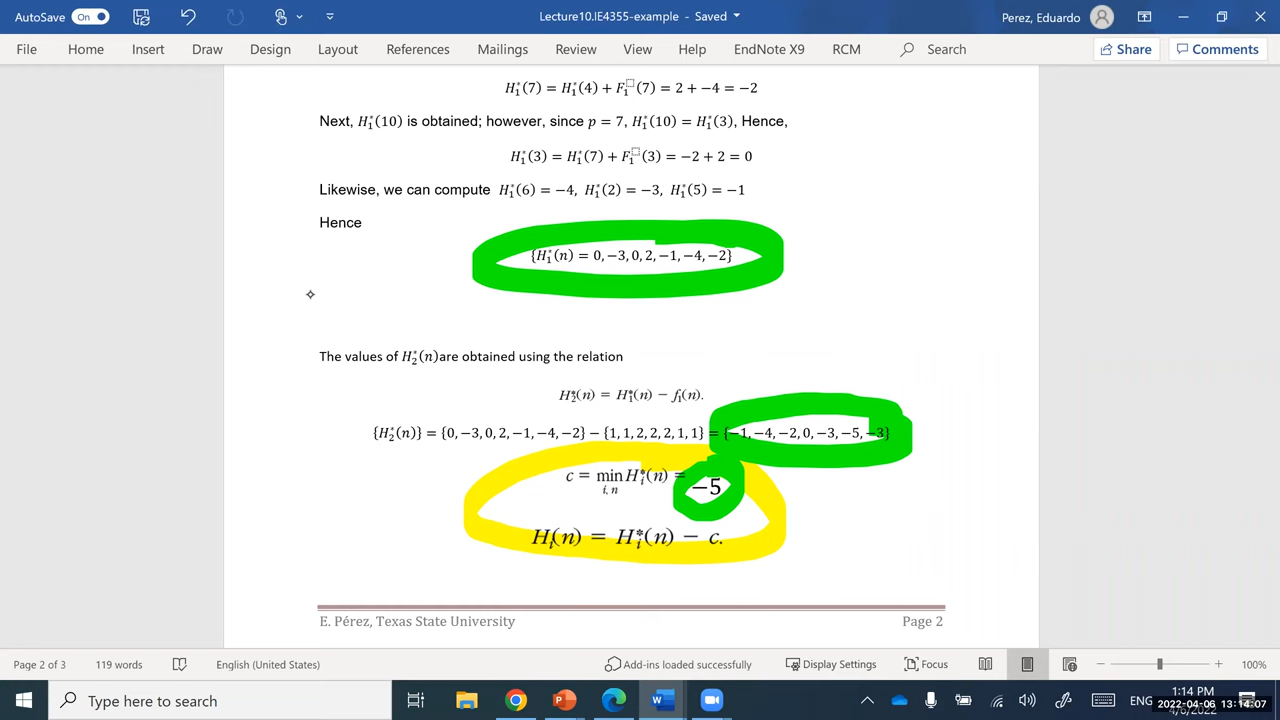 AutoSave On Lecture10.IE4355-example - Saved Perez, Eduardo
File Home Insert Draw Design Layout References Mailings Review View Help EndNote X9 RCM Search Share Comments
H₁*(7) = H₁*(4) + F₁(7) = 2 + −4 = −2
Next, H₁*(10) is obtained; however, since p = 7, H₁*(10) = H₁*(3), Hence,
H₁*(3) = H₁*(7) + F₁(3) = −2 + 2 = 0
Likewise, we can compute H₁*(6) = −4, H₁*(2) = −3, H₁*(5) = −1
Hence
{H₁*(n) = 0, −3, 0, 2, −1, −4, −2}
The values of H₂*(n)are obtained using the relation
H₂*(n) = H₁*(n) − f₁(n).
{H₂*(n)} = {0, −3, 0, 2, −1, −4, −2} − {1, 1, 2, 2, 2, 1, 1} = {−1, −4, −2, 0, −3, −5, −3}
c = min H_i*(n) = −5
i, n
H_i(n) = H_i*(n) − c.
E. Pérez, Texas State University Page 2
Page 2 of 3 119 words English (United States) Add-ins loaded successfully Display Settings Focus 100%
Type here to search ENG 1:14 PM
2022-04-06 13:14:07